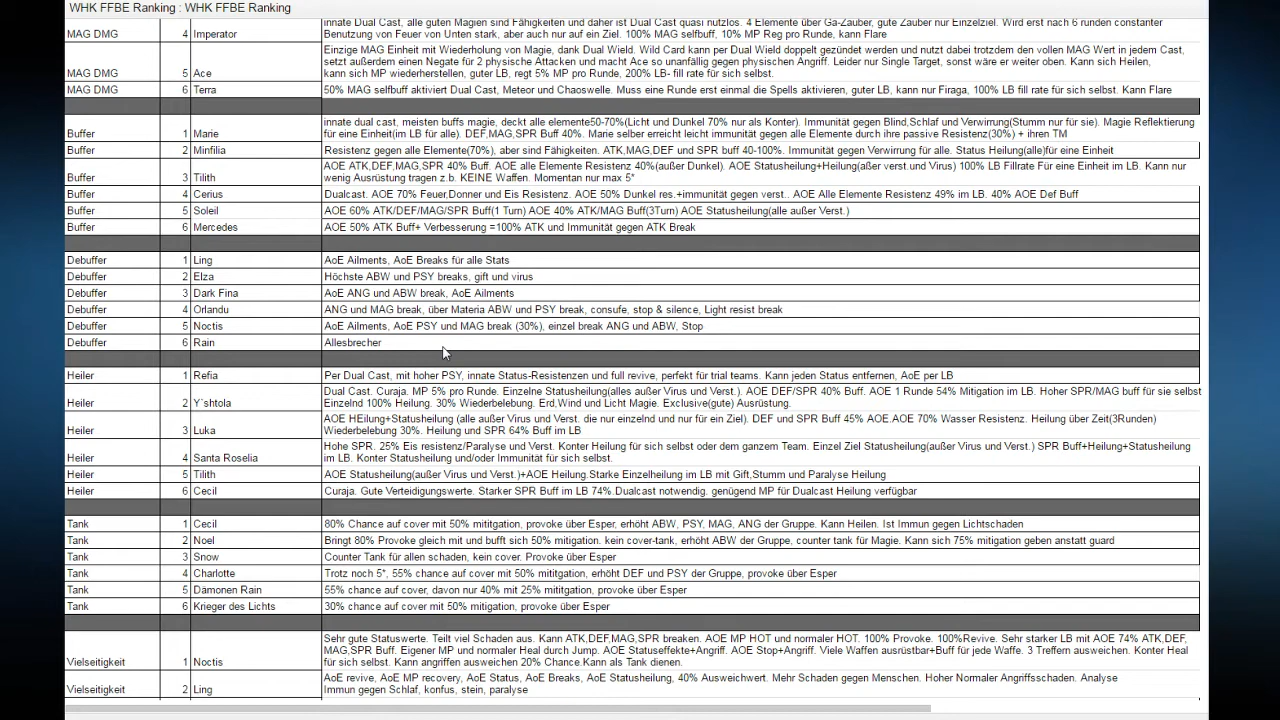 WHK FFBE Ranking : WHK FFBE Ranking
innate Dual Cast, alle guten Magien sind Fähigkeiten und daher ist Dual Cast quasi nutzlos. 4 Elemente über Ga-Zauber, gute Zauber nur Einzelziel. Wird erst nach 6 runden constanter
MAG DMG 4 Imperator Benutzung von Feuer von Unten stark, aber auch nur auf ein Ziel. 100% MAG selfbuff, 10% MP Reg pro Runde, kann Flare
Einzige MAG Einheit mit Wiederholung von Magie, dank Dual Wield. Wild Card kann per Dual Wield doppelt gezündet werden und nutzt dabei trotzdem den vollen MAG Wert in jedem Cast,
setzt außerdem einen Negate für 2 physische Attacken und macht Ace so unanfällig gegen physischen Angriff. Leider nur Single Target, sonst wäre er weiter oben. Kann sich Heilen,
MAG DMG 5 Ace kann sich MP wiederherstellen, guter LB, regt 5% MP pro Runde, 200% LB- fill rate für sich selbst.
MAG DMG 6 Terra 50% MAG selfbuff aktiviert Dual Cast, Meteor und Chaoswelle. Muss eine Runde erst einmal die Spells aktivieren, guter LB, kann nur Firaga, 100% LB fill rate für sich selbst. Kann Flare
innate dual cast, meisten buffs magie, deckt alle elemente50-70%(Licht und Dunkel 70% nur als Konter). Immunität gegen Blind,Schlaf und Verwirrung(Stumm nur für sie). Magie Reflektierung
Buffer 1 Marie für eine Einheit(im LB für alle). DEF,MAG,SPR Buff 40%. Marie selber erreicht leicht immunität gegen alle Elemente durch ihre passive Resistenz(30%) + ihren TM
Buffer 2 Minfilia Resistenz gegen alle Elemente(70%), aber sind Fähigkeiten. ATK,MAG,DEF und SPR buff 40-100%. Immunität gegen Verwirrung für alle. Status Heilung(alle)für eine Einheit
AOE ATK,DEF,MAG,SPR 40% Buff. AOE alle Elemente Resistenz 40%(außer Dunkel). AOE Statusheilung+Heilung(außer verst.und Virus) 100% LB Fillrate Für eine Einheit im LB. Kann nur
Buffer 3 Tilith wenig Ausrüstung tragen z.b. KEINE Waffen. Momentan nur max 5*
Buffer 4 Cerius Dualcast. AOE 70% Feuer,Donner und Eis Resistenz. AOE 50% Dunkel res.+immunität gegen verst.. AOE Alle Elemente Resistenz 49% im LB. 40% AOE Def Buff
Buffer 5 Soleil AOE 60% ATK/DEF/MAG/SPR Buff(1 Turn) AOE 40% ATK/MAG Buff(3Turn) AOE Statusheilung(alle außer Verst.)
Buffer 6 Mercedes AOE 50% ATK Buff+ Verbesserung =100% ATK und Immunität gegen ATK Break
Debuffer 1 Ling AoE Ailments, AoE Breaks für alle Stats
Debuffer 2 Elza Höchste ABW und PSY breaks, gift und virus
Debuffer 3 Dark Fina AoE ANG und ABW break, AoE Ailments
Debuffer 4 Orlandu ANG und MAG break, über Materia ABW und PSY break, consufe, stop & silence, Light resist break
Debuffer 5 Noctis AoE Ailments, AoE PSY und MAG break (30%), einzel break ANG und ABW, Stop
Debuffer 6 Rain Allesbrecher
Heiler 1 Refia Per Dual Cast, mit hoher PSY, innate Status-Resistenzen und full revive, perfekt für trial teams. Kann jeden Status entfernen, AoE per LB
Dual Cast. Curaja. MP 5% pro Runde. Einzelne Statusheilung(alles außer Virus und Verst.). AOE DEF/SPR 40% Buff. AOE 1 Runde 54% Mitigation im LB. Hoher SPR/MAG buff für sie selbst
Heiler 2 Y`shtola Einzelnd 100% Heilung. 30% Wiederbelebung. Erd,Wind und Licht Magie. Exclusive(gute) Ausrüstung.
AOE HEilung+Statusheilung (alle außer Virus und Verst. die nur einzelnd und nur für ein Ziel). DEF und SPR Buff 45% AOE.AOE 70% Wasser Resistenz. Heilung über Zeit(3Runden)
Heiler 3 Luka Wiederbelebung 30%. Heilung und SPR 64% Buff im LB
Hohe SPR. 25% Eis resistenz/Paralyse und Verst. Konter Heilung für sich selbst oder dem ganzem Team. Einzel Ziel Statusheilung(außer Virus und Verst.) SPR Buff+Heilung+Statusheilung
Heiler 4 Santa Roselia im LB. Konter Statusheilung und/oder Immunität für sich selbst.
Heiler 5 Tilith AOE Statusheilung(außer Virus und Verst.)+AOE Heilung.Starke Einzelheilung im LB mit Gift,Stumm und Paralyse Heilung
Heiler 6 Cecil Curaja. Gute Verteidigungswerte. Starker SPR Buff im LB 74%.Dualcast notwendig. genügend MP für Dualcast Heilung verfügbar
Tank 1 Cecil 80% Chance auf cover mit 50% mititgation, provoke über Esper, erhöht ABW, PSY, MAG, ANG der Gruppe. Kann Heilen. Ist Immun gegen Lichtschaden
Tank 2 Noel Bringt 80% Provoke gleich mit und bufft sich 50% mitigation. kein cover-tank, erhöht ABW der Gruppe, counter tank für Magie. Kann sich 75% mitigation geben anstatt guard
Tank 3 Snow Counter Tank für allen schaden, kein cover. Provoke über Esper
Tank 4 Charlotte Trotz noch 5*, 55% chance auf cover mit 50% mititgation, erhöht DEF und PSY der Gruppe, provoke über Esper
Tank 5 Dämonen Rain 55% chance auf cover, davon nur 40% mit 25% mititgation, provoke über Esper
Tank 6 Krieger des Lichts 30% chance auf cover mit 50% mitigation, provoke über Esper
Sehr gute Statuswerte. Teilt viel Schaden aus. Kann ATK,DEF,MAG,SPR breaken. AOE MP HOT und normaler HOT. 100% Provoke. 100%Revive. Sehr starker LB mit AOE 74% ATK,DEF,
MAG,SPR Buff. Eigener MP und normaler Heal durch Jump. AOE Statuseffekte+Angriff. AOE Stop+Angriff. Viele Waffen ausrüstbar+Buff für jede Waffe. 3 Treffern ausweichen. Konter Heal
Vielseitigkeit 1 Noctis für sich selbst. Kann angriffen ausweichen 20% Chance.Kann als Tank dienen.
AoE revive, AoE MP recovery, AoE Status, AoE Breaks, AoE Statusheilung, 40% Ausweichwert. Mehr Schaden gegen Menschen. Hoher Normaler Angriffsschaden. Analyse
Vielseitigkeit 2 Ling Immun gegen Schlaf, konfus, stein, paralyse